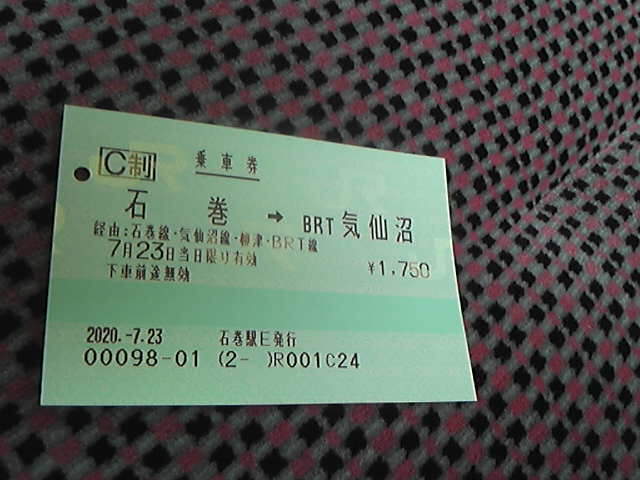 C制
乗車券
石巻 → BRT気仙沼
経由:石巻線・気仙沼線・柳津・BRT線
7月23日当日限り有効 ¥1,750
下車前途無効
2020.-7.23 石巻駅E発行
00098-01 (2- )R001C24